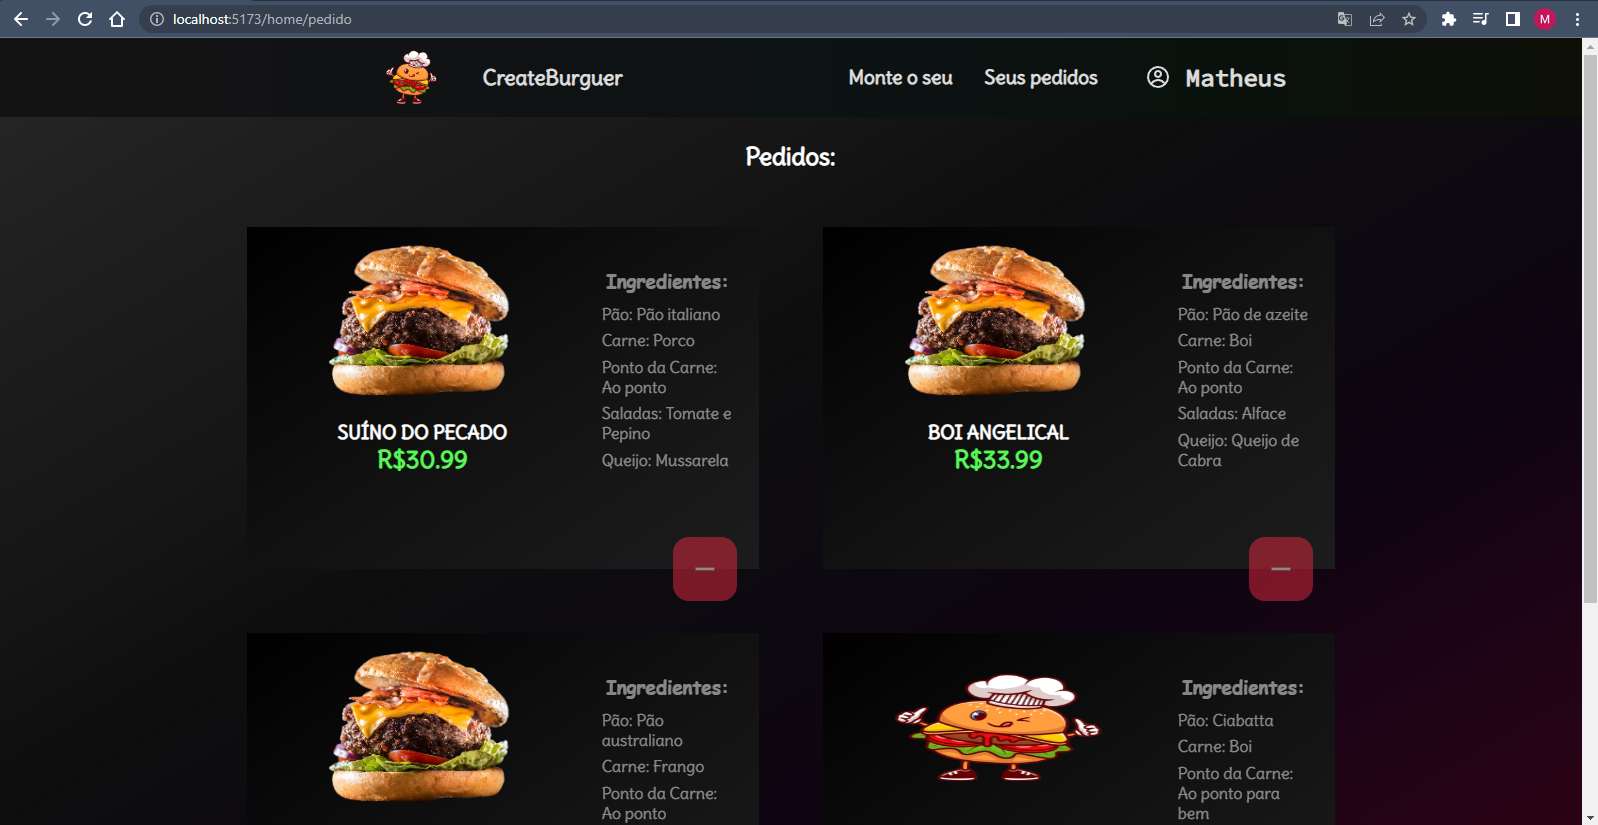 localhost:5173/home/pedido
M
CreateBurguer
Monte o seu
Seus pedidos
Matheus
Pedidos:
Ingredientes:
Pão: Pão italiano
Carne: Porco
Ponto da Carne:
Ao ponto
Saladas: Tomate e
Pepino
Queijo: Mussarela
SUÍNO DO PECADO
R$30.99
Ingredientes:
Pão: Pão de azeite
Carne: Boi
Ponto da Carne:
Ao ponto
Saladas: Alface
Queijo: Queijo de
Cabra
BOI ANGELICAL
R$33.99
Ingredientes:
Pão: Pão
australiano
Carne: Frango
Ponto da Carne:
Ao ponto
Ingredientes:
Pão: Ciabatta
Carne: Boi
Ponto da Carne:
Ao ponto para
bem